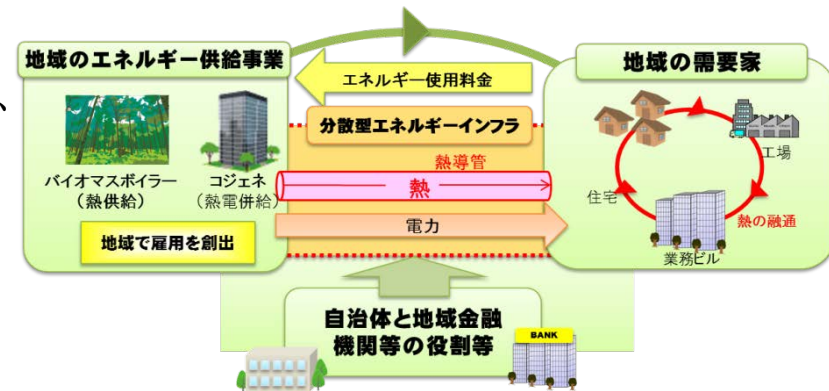 、
地域のエネルギー供給事業
バイオマスボイラー
（熱供給）
コジェネ
（熱電併給）
地域で雇用を創出
エネルギー使用料金
分散型エネルギーインフラ
熱導管
熱
電力
地域の需要家
工場
住宅
熱の融通
業務ビル
自治体と地域金融
機関等の役割等
BANK